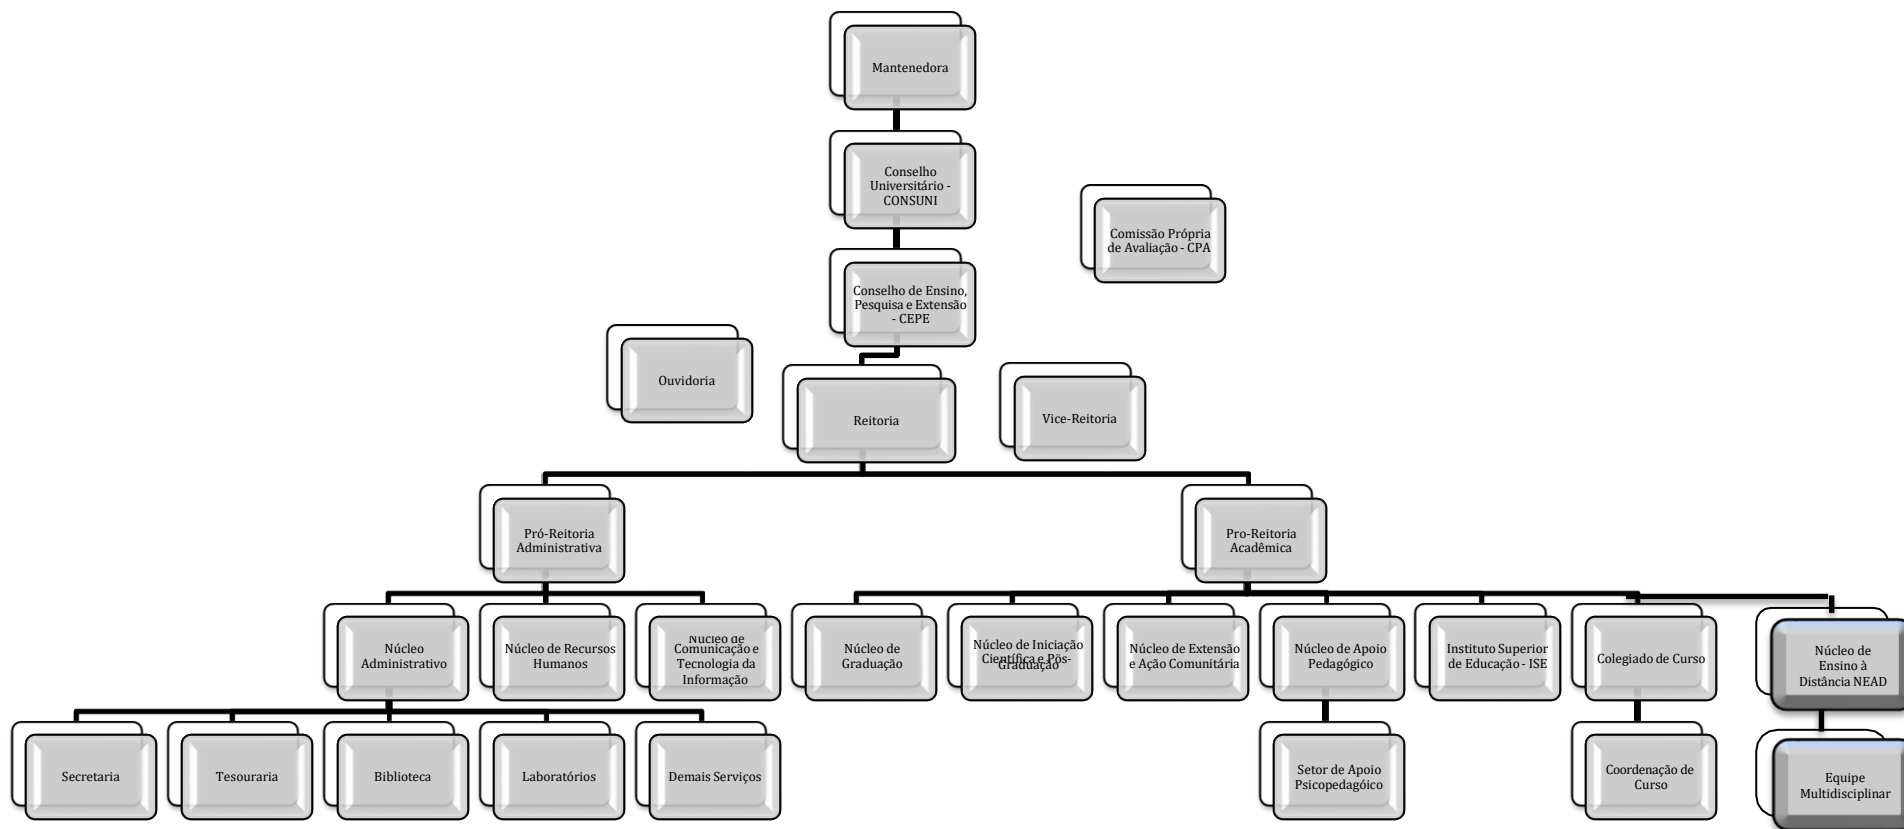 Mantenedora
Conselho
Universitário -
CONSUNI
Comissão Própria
de Avaliação - CPA
Conselho de Ensino,
Pesquisa e Extensão
- CEPE
Ouvidoria
Reitoria
Vice-Reitoria
Pró-Reitoria
Administrativa
Pro-Reitoria
Acadêmica
Núcleo
Administrativo
Núcleo de Recursos
Humanos
Núcleo de
Comunicação e
Tecnologia da
Informação
Núcleo de
Graduação
Núcleo de Iniciação
Científica e Pós-
Graduação
Núcleo de Extensão
e Ação Comunitária
Núcleo de Apoio
Pedagógico
Instituto Superior
de Educação - ISE
Colegiado de Curso
Núcleo de
Ensino à
Distância NEAD
Secretaria
Tesouraria
Biblioteca
Laboratórios
Demais Serviços
Setor de Apoio
Psicopedagóico
Coordenação de
Curso
Equipe
Multidisciplinar